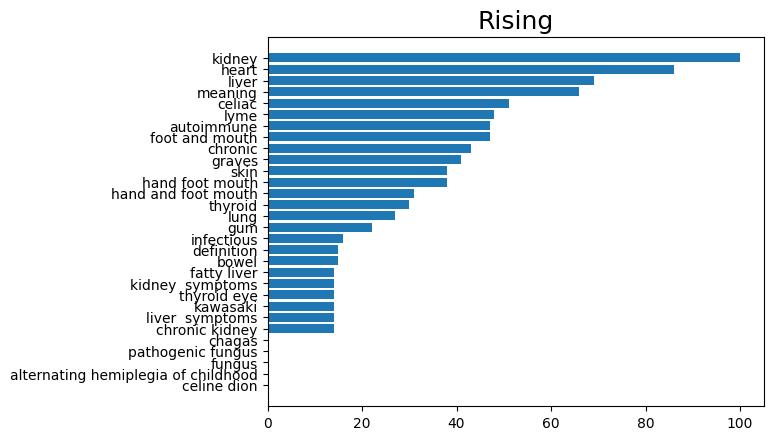 Rising
kidney
heart
liver
meaning
celiac
lyme
autoimmune
foot and mouth
chronic
graves
skin
hand foot mouth
hand and foot mouth
thyroid
lung
gum
infectious
definition
bowel
fatty liver
kidney  symptoms
thyroid eye
kawasaki
liver  symptoms
chronic kidney
chagas
pathogenic fungus
fungus
alternating hemiplegia of childhood
celine dion
0 20 40 60 80 100